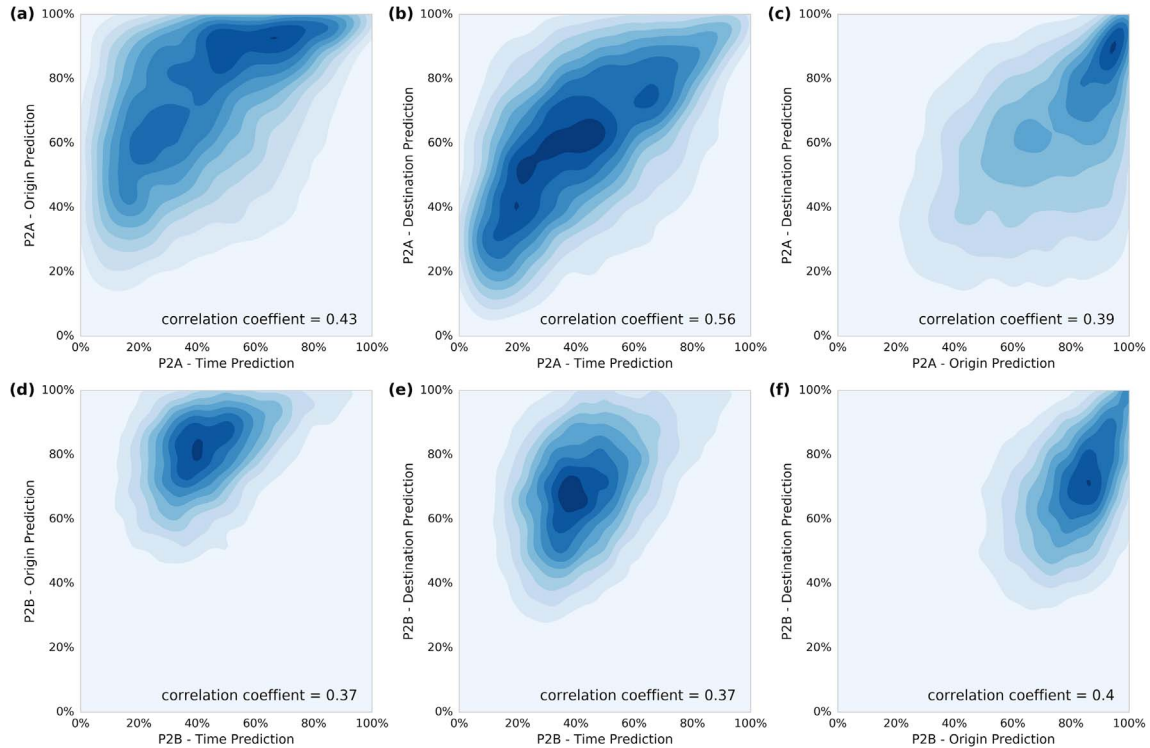 (a)
100%
80%
60%
40%
20%
0%
P2A - Origin Prediction
correlation coeffient = 0.43
0% 20% 40% 60% 80% 100%
P2A - Time Prediction
(b)
100%
80%
60%
40%
20%
0%
P2A - Destination Prediction
correlation coeffient = 0.56
0% 20% 40% 60% 80% 100%
P2A - Time Prediction
(c)
100%
80%
60%
40%
20%
0%
P2A - Destination Prediction
correlation coeffient = 0.39
0% 20% 40% 60% 80% 100%
P2A - Origin Prediction
(d)
100%
80%
60%
40%
20%
0%
P2B - Origin Prediction
correlation coeffient = 0.37
0% 20% 40% 60% 80% 100%
P2B - Time Prediction
(e)
100%
80%
60%
40%
20%
0%
P2B - Destination Prediction
correlation coeffient = 0.37
0% 20% 40% 60% 80% 100%
P2B - Time Prediction
(f)
100%
80%
60%
40%
20%
0%
P2B - Destination Prediction
correlation coeffient = 0.4
0% 20% 40% 60% 80% 100%
P2B - Origin Prediction